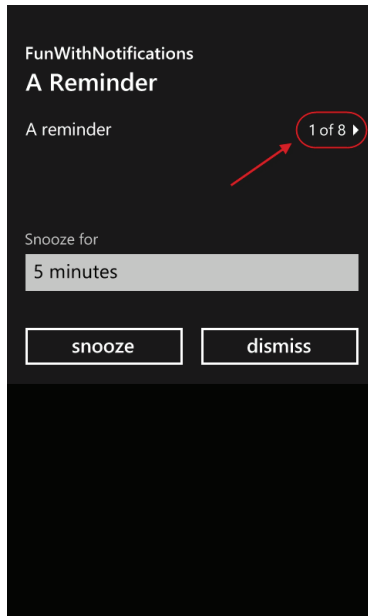 FunWithNotifications
A Reminder
A reminder
1 of 8
Snooze for
5 minutes
snooze
dismiss